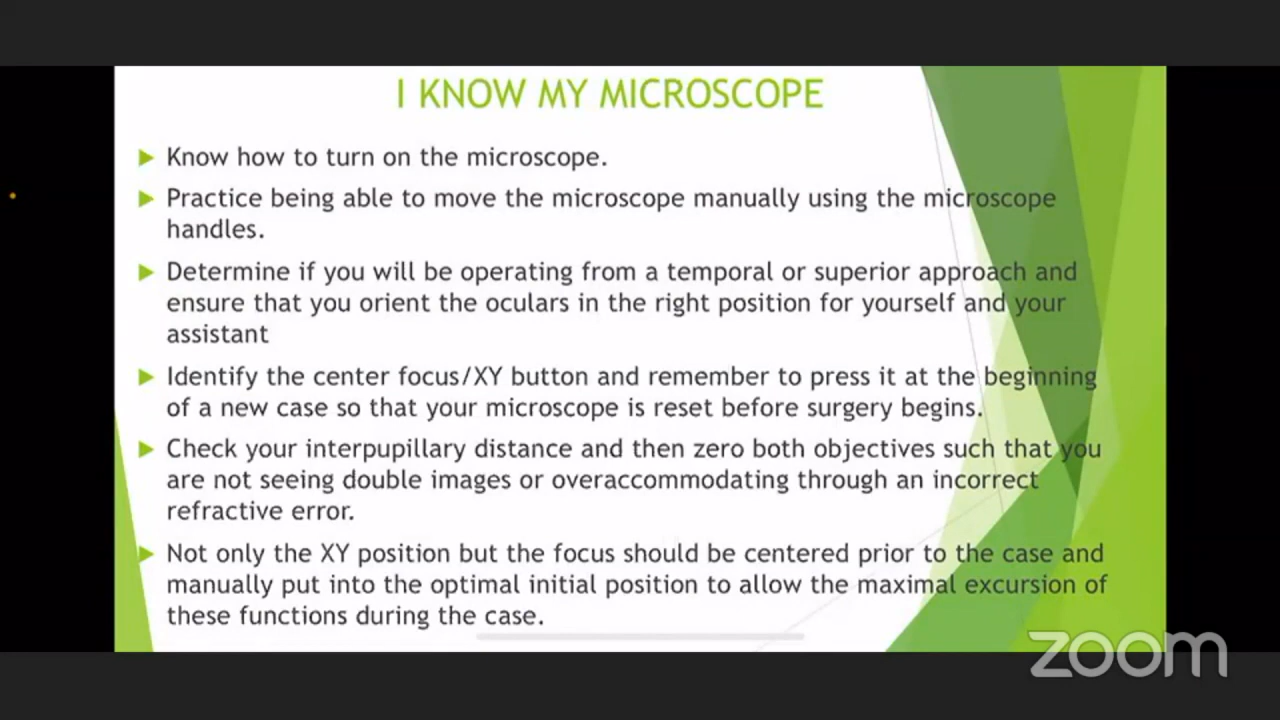 I KNOW MY MICROSCOPE
Know how to turn on the microscope.
Practice being able to move the microscope manually using the microscope
handles.
Determine if you will be operating from a temporal or superior approach and
ensure that you orient the oculars in the right position for yourself and your
assistant
Identify the center focus/XY button and remember to press it at the beginning
of a new case so that your microscope is reset before surgery begins.
Check your interpupillary distance and then zero both objectives such that you
are not seeing double images or overaccommodating through an incorrect
refractive error.
Not only the XY position but the focus should be centered prior to the case and
manually put into the optimal initial position to allow the maximal excursion of
these functions during the case.
zoom